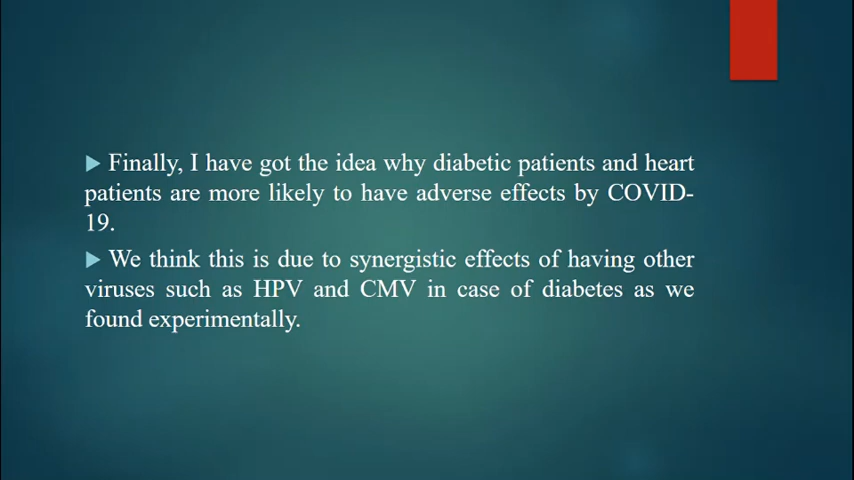 ▶ Finally, I have got the idea why diabetic patients and heart
patients are more likely to have adverse effects by COVID-
19.
▶ We think this is due to synergistic effects of having other
viruses such as HPV and CMV in case of diabetes as we
found experimentally.